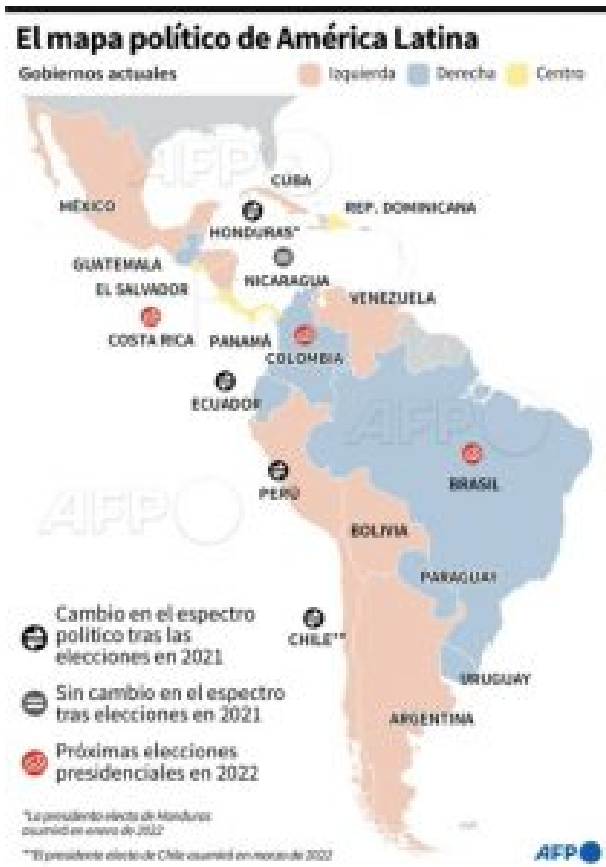 El mapa político de América Latina
Gobiernos actuales
Izquierda
Derecha
Centro
AFP
CUBA
MÉXICO
REP. DOMINICANA
HONDURAS*
GUATEMALA
NICARAGUA
EL SALVADOR
VENEZUELA
COSTA RICA
PANAMÁ
COLOMBIA
ECUADOR
AFP
BRASIL
PERÚ
AFP
BOLIVIA
PARAGUAY
CHILE**
URUGUAY
ARGENTINA
Cambio en el espectro
político tras las
elecciones en 2021
Sin cambio en el espectro
tras elecciones en 2021
Próximas elecciones
presidenciales en 2022
*La presidenta electa de Honduras
asumirá en enero de 2022
**El presidente electo de Chile asumirá en marzo de 2022
AFP